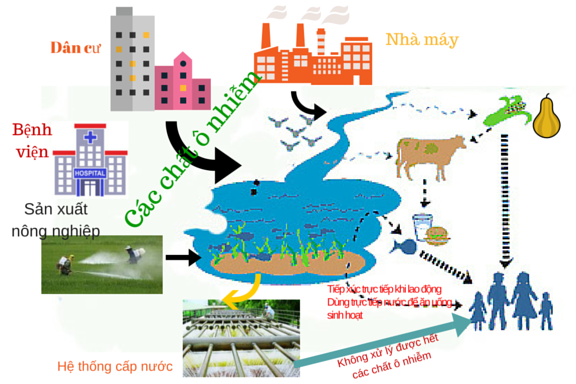 Dân cư
Nhà máy
Các chất ô nhiễm
Bệnh
viện
HOSPITAL
Sản xuất
nông nghiệp
Tiếp xúc trực tiếp khi lao động
Dùng trực tiếp nước để ăn uống,
sinh hoạt
Hệ thống cấp nước
Không xử lý được hết
các chất ô nhiễm